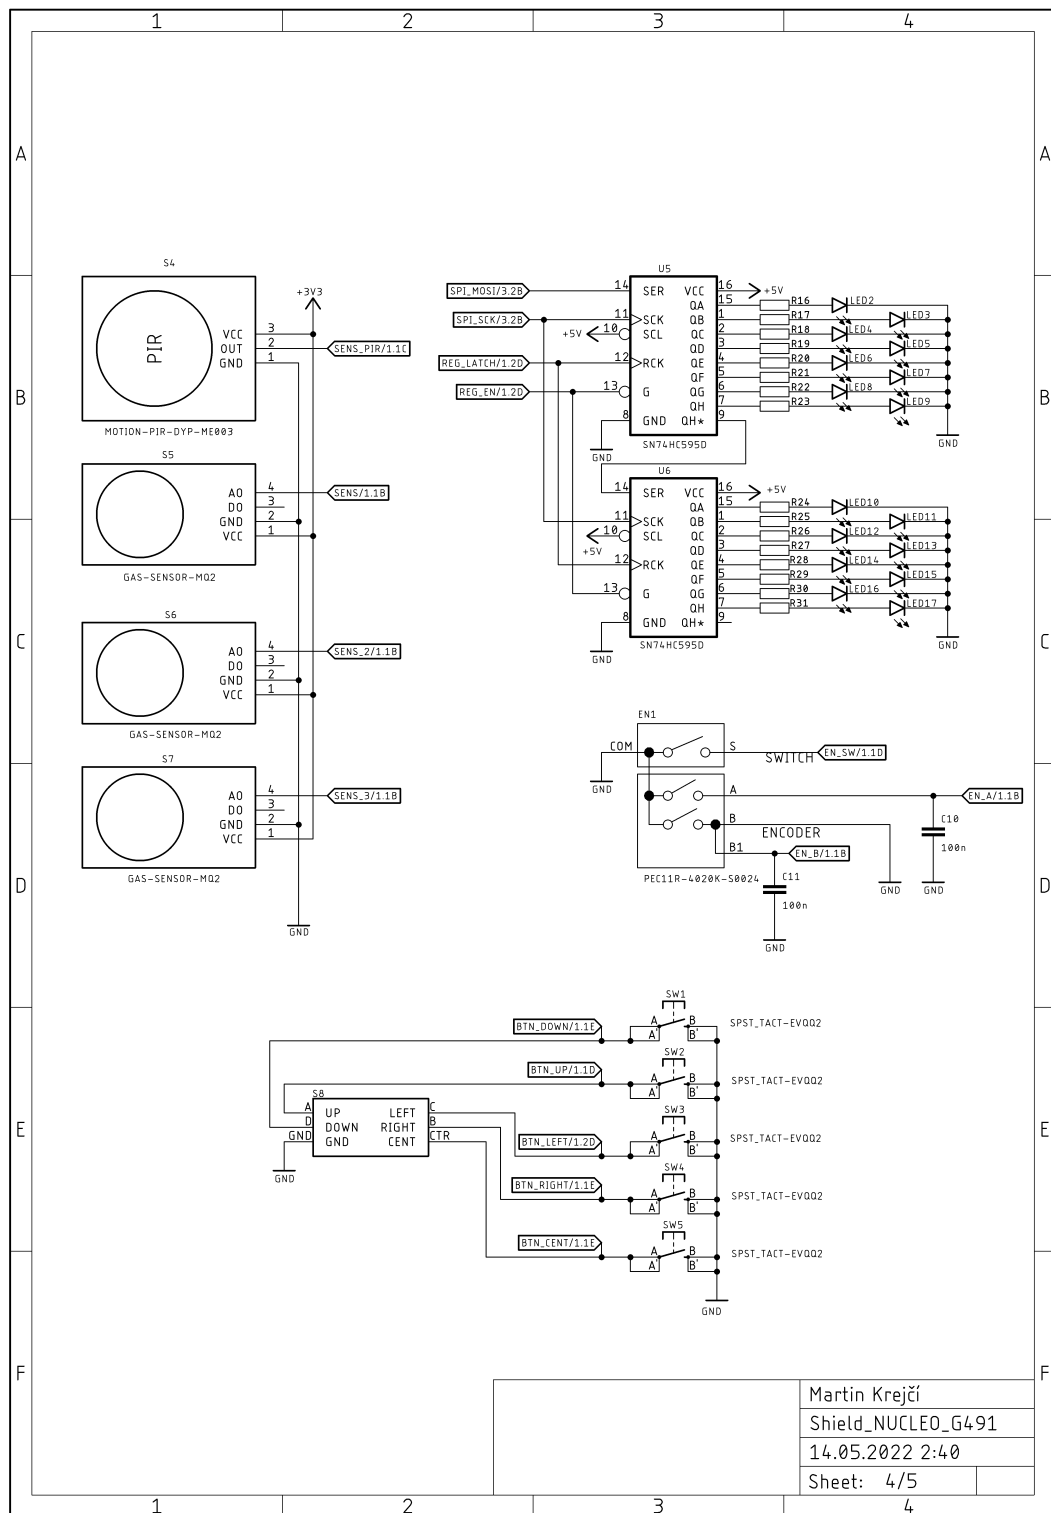 1 2 3 4
A A
S4
+3V3
PIR
VCC 3
OUT 2
GND 1
SENS_PIR/1.1C
MOTION-PIR-DYP-ME003
B B
S5
AO 4
DO 3
GND 2
VCC 1
SENS/1.1B
GAS-SENSOR-MQ2
S6
AO 4
DO 3
GND 2
VCC 1
SENS_2/1.1B
GAS-SENSOR-MQ2
C C
S7
AO 4
DO 3
GND 2
VCC 1
SENS_3/1.1B
GAS-SENSOR-MQ2
GND
D D
U5
SPI_MOSI/3.2B
SPI_SCK/3.2B
+5V
REG_LATCH/1.2D
REG_EN/1.2D
14 SER VCC 16 +5V
QA 15 R16 LED2
11 SCK QB 1 R17 LED3
10 SCL QC 2 R18 LED4
QD 3 R19 LED5
12 RCK QE 4 R20 LED6
QF 5 R21 LED7
13 G QG 6 R22 LED8
QH 7 R23 LED9
8 GND QH* 9
GND
GND
SN74HC595D
U6
14 SER VCC 16 +5V
QA 15 R24 LED10
11 SCK QB 1 R25 LED11
10 SCL QC 2 R26 LED12
+5V
QD 3 R27 LED13
12 RCK QE 4 R28 LED14
QF 5 R29 LED15
13 G QG 6 R30 LED16
QH 7 R31 LED17
8 GND QH* 9
GND
GND
SN74HC595D
EN1
COM S
SWITCH
EN_SW/1.1D
GND
A
EN_A/1.1B
B
ENCODER
B1
EN_B/1.1B
C10
100n
PEC11R-4020K-S0024
C11
100n
GND
GND
GND
SW1
BTN_DOWN/1.1E
A B
A' B'
SPST_TACT-EVQQ2
SW2
BTN_UP/1.1D
A B
A' B'
SPST_TACT-EVQQ2
S8
A UP LEFT C
D DOWN RIGHT B
GND GND CENT CTR
GND
SW3
BTN_LEFT/1.2D
A B
A' B'
SPST_TACT-EVQQ2
SW4
BTN_RIGHT/1.1E
A B
A' B'
SPST_TACT-EVQQ2
SW5
BTN_CENT/1.1E
A B
A' B'
SPST_TACT-EVQQ2
GND
E E
F F
Martin Krejčí
Shield_NUCLEO_G491
14.05.2022 2:40
Sheet: 4/5
1 2 3 4